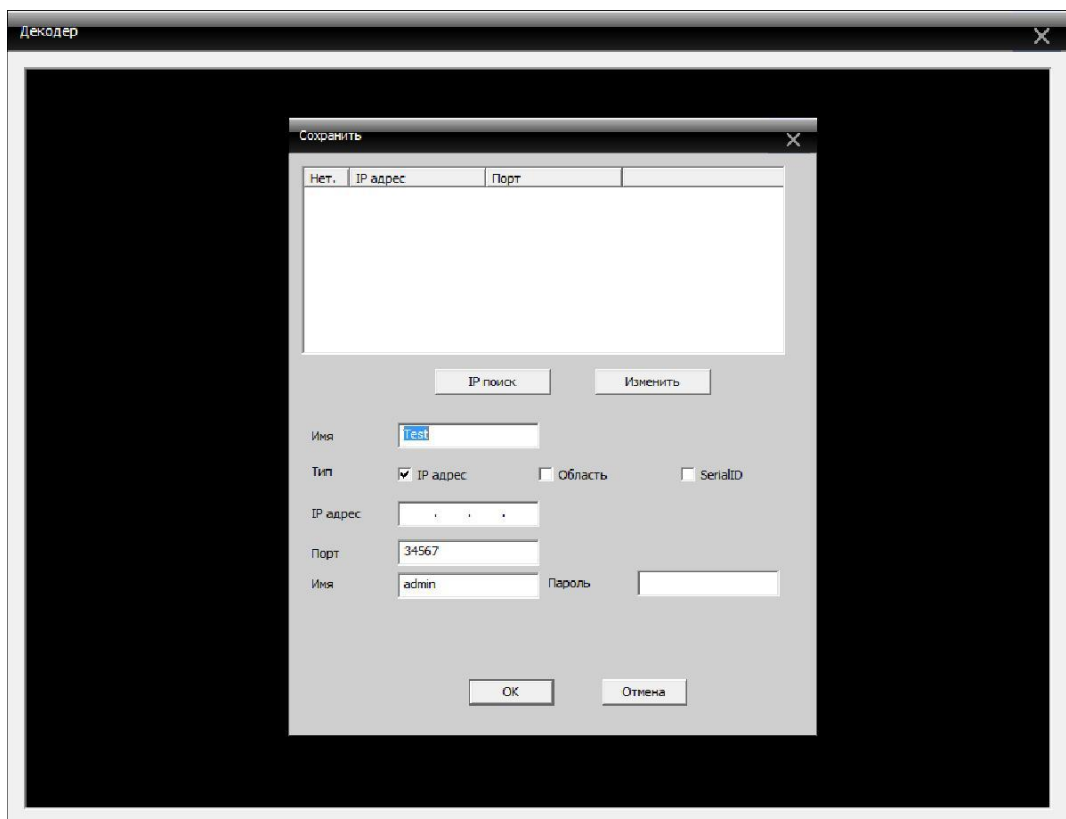 Декодер
Сохранить
Нет. IP адрес Порт
IP поиск Изменить
Имя Test
Тип IP адрес Область SerialID
IP адрес . . .
Порт 34567
Имя admin Пароль
OK Отмена